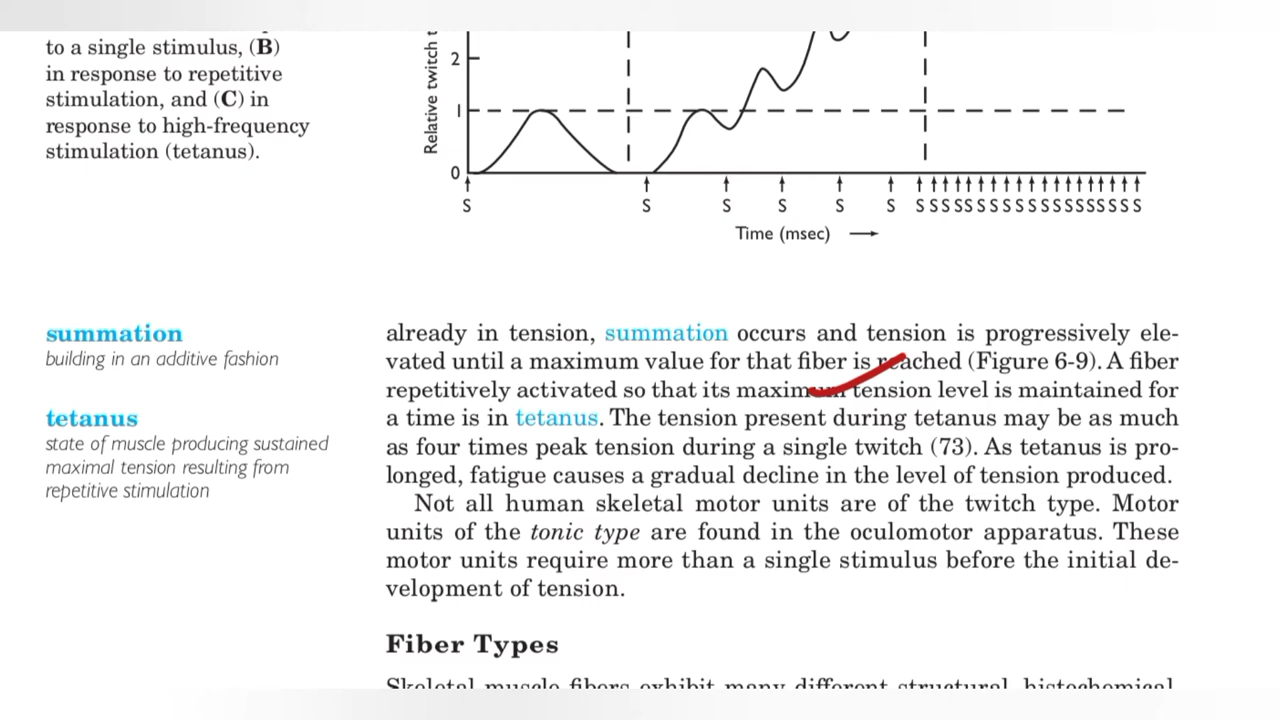 to a single stimulus, (B)
in response to repetitive
stimulation, and (C) in
response to high-frequency
stimulation (tetanus).
Relative twitch
2
1
0
S S S S S S S S S S S S S S S S S S S S S S S S S
Time (msec)
summation
building in an additive fashion
tetanus
state of muscle producing sustained
maximal tension resulting from
repetitive stimulation
already in tension, summation occurs and tension is progressively ele-
vated until a maximum value for that fiber is reached (Figure 6-9). A fiber
repetitively activated so that its maximum tension level is maintained for
a time is in tetanus. The tension present during tetanus may be as much
as four times peak tension during a single twitch (73). As tetanus is pro-
longed, fatigue causes a gradual decline in the level of tension produced.
Not all human skeletal motor units are of the twitch type. Motor
units of the tonic type are found in the oculomotor apparatus. These
motor units require more than a single stimulus before the initial de-
velopment of tension.
Fiber Types
Skeletal muscle fibers exhibit many different structural, histochemical,